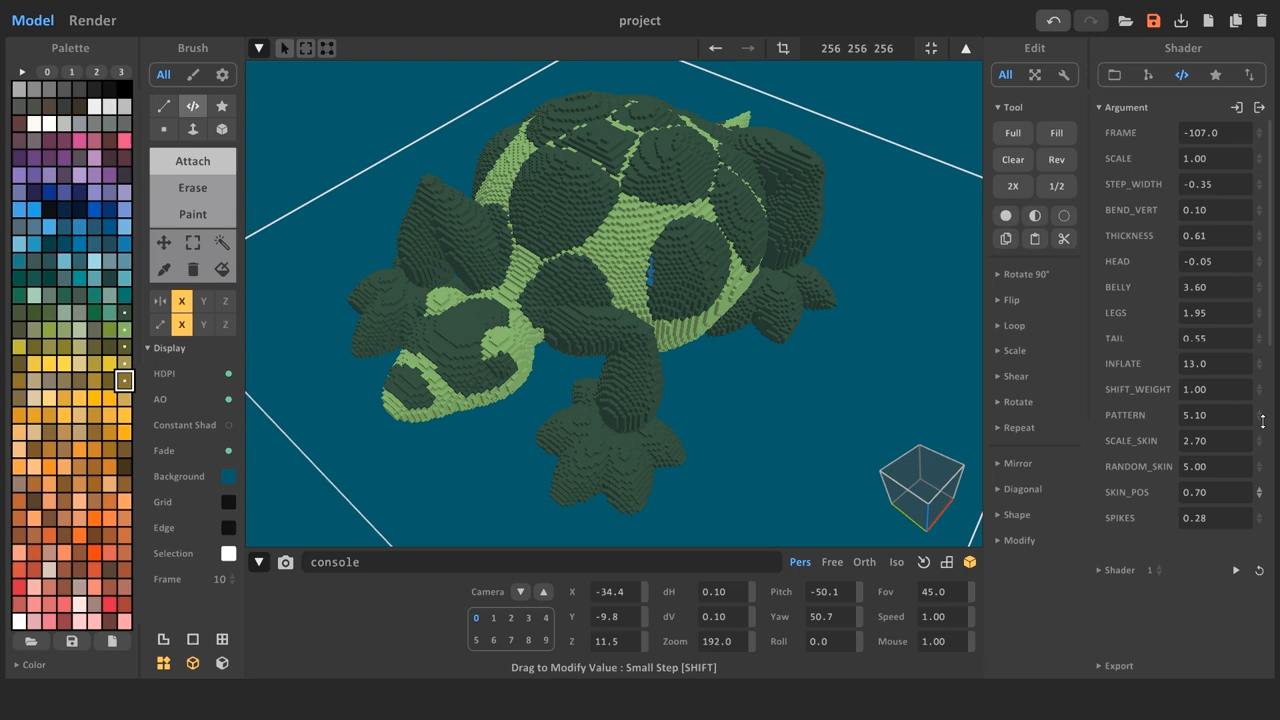 Model Render project
Palette Brush 256 256 256 Edit Shader
0 1 2 3 All All
Tool Argument
Full Fill FRAME -107.0
Attach Clear Rev SCALE 1.00
Erase 2X 1/2 STEP_WIDTH -0.35
Paint BEND_VERT 0.10
THICKNESS 0.61
HEAD -0.05
Rotate 90° BELLY 3.60
X Y Z Flip LEGS 1.95
X Y Z Loop TAIL 0.55
Display Scale INFLATE 13.0
HDPI Shear SHIFT_WEIGHT 1.00
AO Rotate PATTERN 5.10
Constant Shad Repeat SCALE_SKIN 2.70
Fade Mirror RANDOM_SKIN 5.00
Background Diagonal SKIN_POS 0.70
Grid Shape SPIKES 0.28
Edge Modify
Selection console Pers Free Orth Iso Shader 1
Frame 10 Camera X -34.4 dH 0.10 Pitch -50.1 Fov 45.0
0 1 2 3 4 Y -9.8 dV 0.10 Yaw 50.7 Speed 1.00
5 6 7 8 9 Z 11.5 Zoom 192.0 Roll 0.0 Mouse 1.00
Color Drag to Modify Value : Small Step [SHIFT] Export